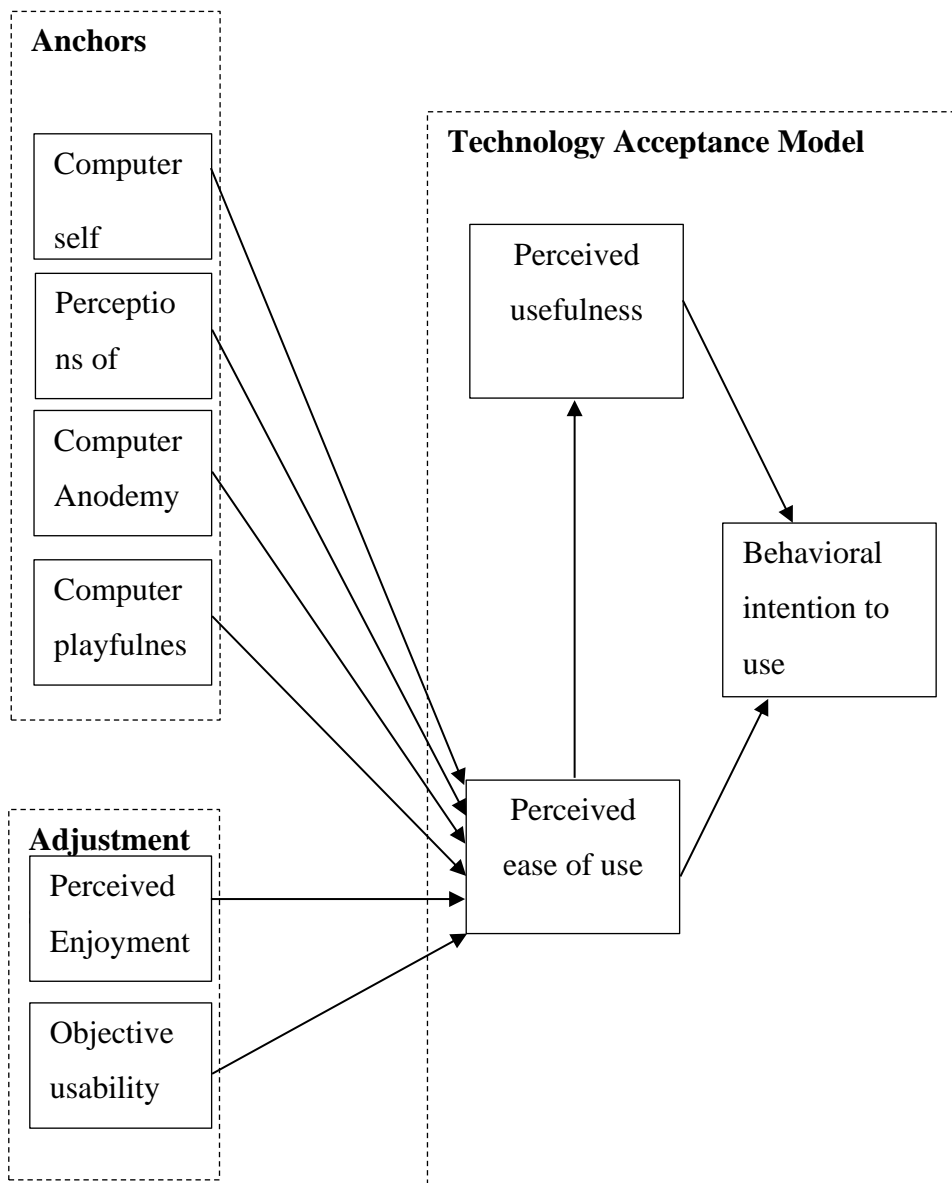 Anchors
Computer
self
Perceptio
ns of
Computer
Anodemy
Computer
playfulnes
Adjustment
Perceived
Enjoyment
Objective
usability
Technology Acceptance Model
Perceived
usefulness
Behavioral
intention to
use
Perceived
ease of use